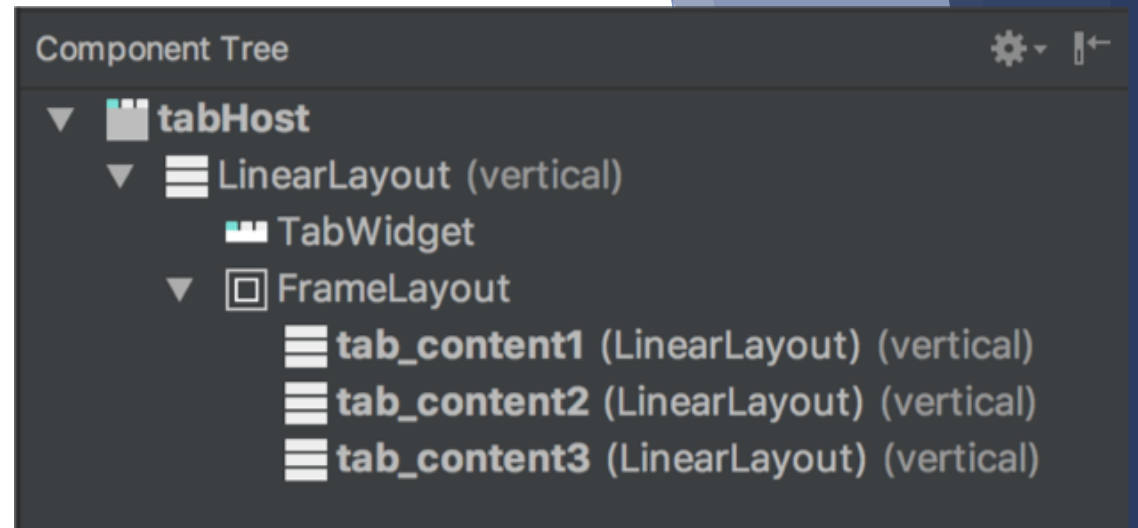 Component Tree
tabHost
LinearLayout (vertical)
TabWidget
FrameLayout
tab_content1 (LinearLayout) (vertical)
tab_content2 (LinearLayout) (vertical)
tab_content3 (LinearLayout) (vertical)